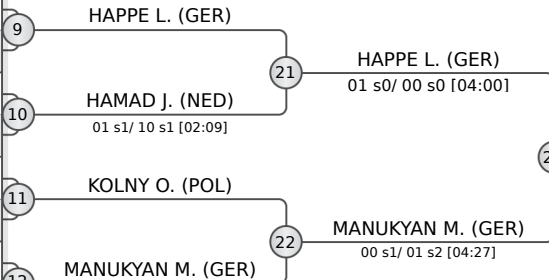 HAPPE L. (GER)
9
21
HAPPE L. (GER)
01 s0/ 00 s0 [04:00]
10
HAMAD J. (NED)
01 s1/ 10 s1 [02:09]
11
KOLNY O. (POL)
22
MANUKYAN M. (GER)
00 s1/ 01 s2 [04:27]
MANUKYAN M. (GER)